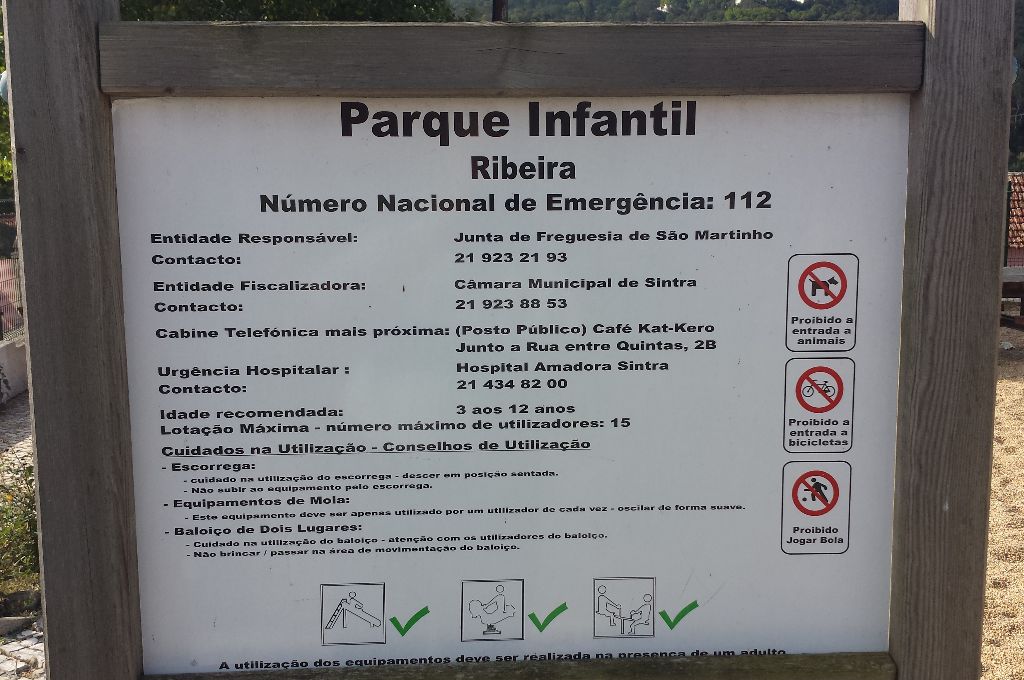 Parque Infantil
Ribeira
Número Nacional de Emergência: 112
Entidade Responsável: Junta de Freguesia de São Martinho
Contacto: 21 923 21 93
Entidade Fiscalizadora: Câmara Municipal de Sintra
Contacto: 21 923 88 53
Cabine Telefónica mais próxima: (Posto Público) Café Kat-Kero
Junto a Rua entre Quintas, 2B
Urgência Hospitalar : Hospital Amadora Sintra
Contacto: 21 434 82 00
Idade recomendada: 3 aos 12 anos
Lotação Máxima - número máximo de utilizadores: 15
Cuidados na Utilização - Conselhos de Utilização
- Escorrega:
- cuidado na utilização do escorrega - descer em posição sentada.
- Não subir ao equipamento pelo escorrega.
- Equipamentos de Mola:
- Este equipamento deve ser apenas utilizado por um utilizador de cada vez - oscilar de forma suave.
- Baloiço de Dois Lugares:
- Cuidado na utilização do baloiço - atenção com os utilizadores do baloiço.
- Não brincar / passar na área de movimentação do baloiço.
Proibido a
entrada a
animais
Proibido a
entrada a
bicicletas
Proibido
Jogar Bola
A utilização dos equipamentos deve ser realizada na presença de um adulto